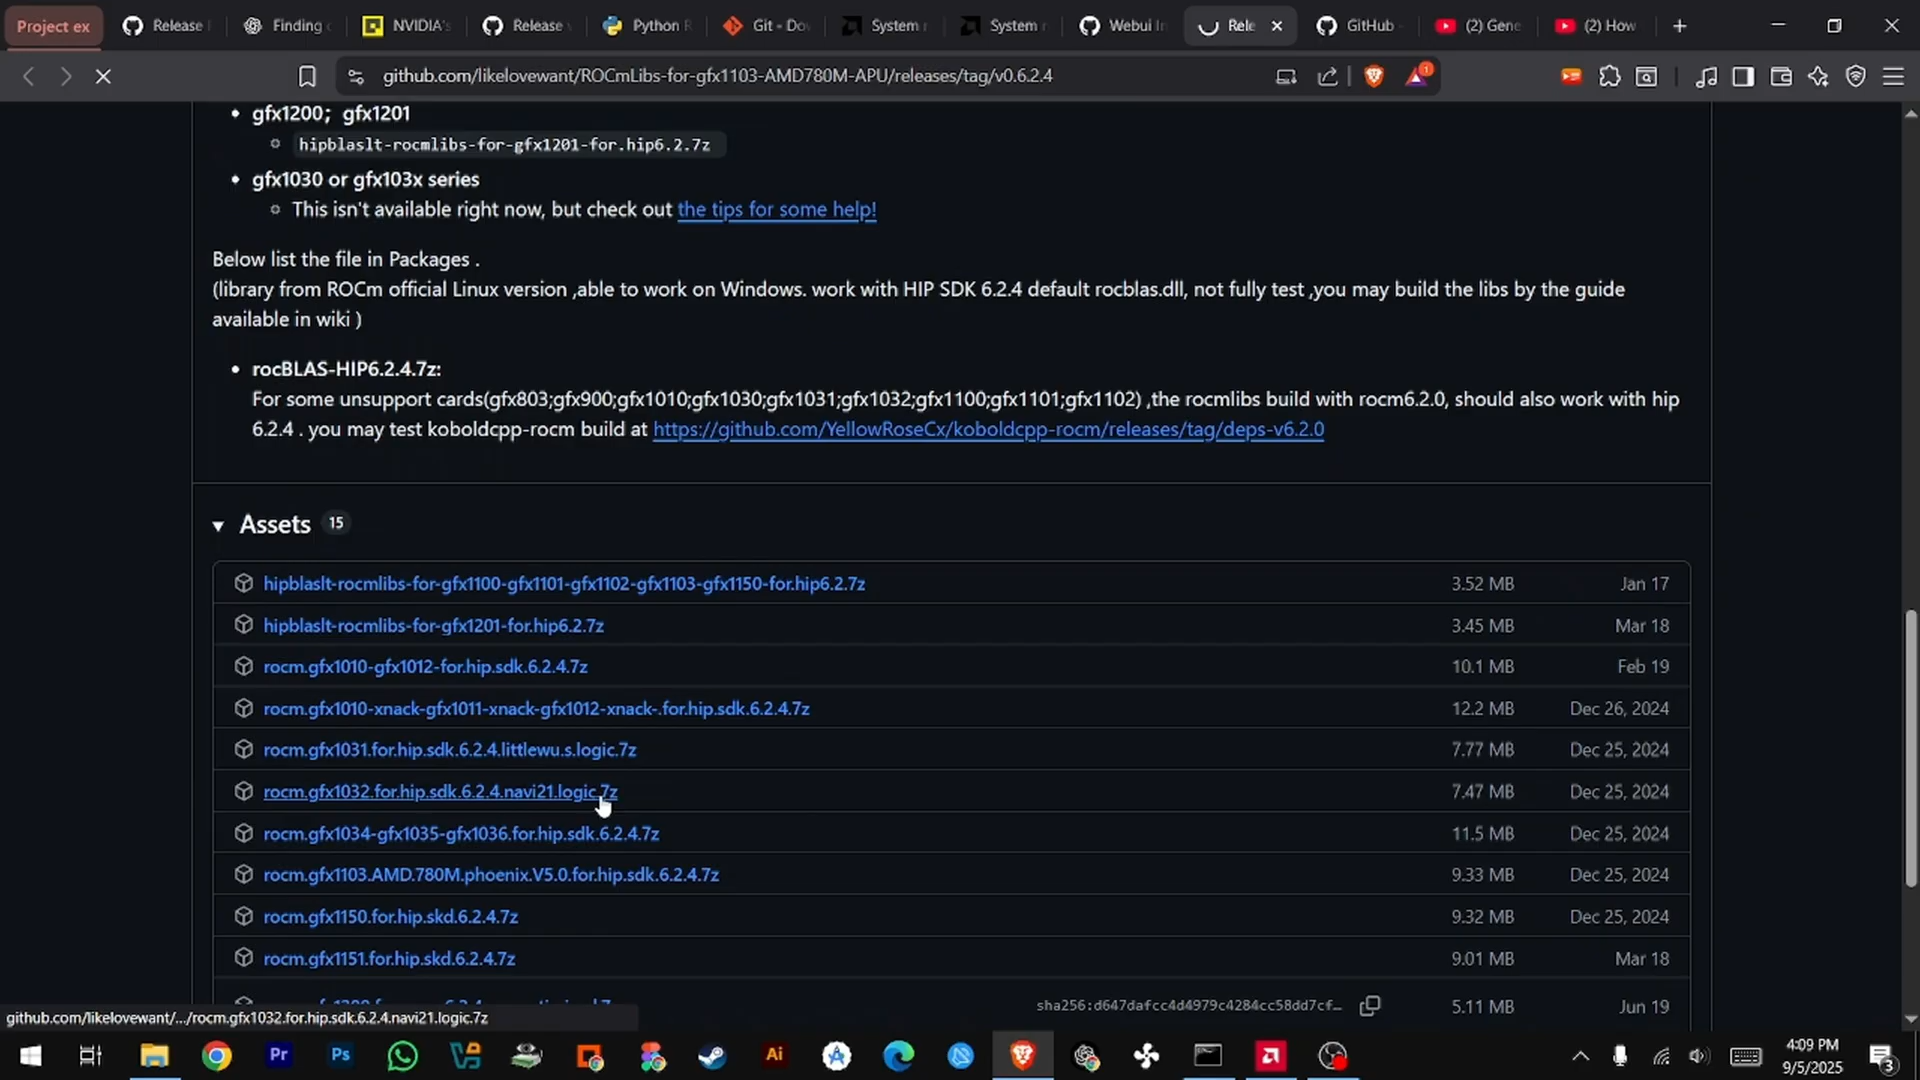 Project ex
Release
Finding
NVIDIA's
Release
Python R
Git - Do
System
System
Webui In
Rele
GitHub
(2) Gene
(2) How
github.com/likelovewant/ROCmLibs-for-gfx1103-AMD780M-APU/releases/tag/v0.6.2.4
gfx1200；gfx1201
hipblaslt-rocmlibs-for-gfx1201-for.hip6.2.7z
gfx1030 or gfx103x series
This isn't available right now, but check out the tips for some help!
Below list the file in Packages .
(library from ROCm official Linux version ,able to work on Windows. work with HIP SDK 6.2.4 default rocblas.dll, not fully test ,you may build the libs by the guide
available in wiki )
rocBLAS-HIP6.2.4.7z:
For some unsupport cards(gfx803;gfx900;gfx1010;gfx1030;gfx1031;gfx1032;gfx1100;gfx1101;gfx1102) ,the rocmlibs build with rocm6.2.0, should also work with hip
6.2.4 . you may test koboldcpp-rocm build at https://github.com/YellowRoseCx/koboldcpp-rocm/releases/tag/deps-v6.2.0
Assets 15
hipblaslt-rocmlibs-for-gfx1100-gfx1101-gfx1102-gfx1103-gfx1150-for.hip6.2.7z 3.52 MB Jan 17
hipblaslt-rocmlibs-for-gfx1201-for.hip6.2.7z 3.45 MB Mar 18
rocm.gfx1010-gfx1012-for.hip.sdk.6.2.4.7z 10.1 MB Feb 19
rocm.gfx1010-xnack-gfx1011-xnack-gfx1012-xnack-.for.hip.sdk.6.2.4.7z 12.2 MB Dec 26, 2024
rocm.gfx1031.for.hip.sdk.6.2.4.littlewu.s.logic.7z 7.77 MB Dec 25, 2024
rocm.gfx1032.for.hip.sdk.6.2.4.navi21.logic.7z 7.47 MB Dec 25, 2024
rocm.gfx1034-gfx1035-gfx1036.for.hip.sdk.6.2.4.7z 11.5 MB Dec 25, 2024
rocm.gfx1103.AMD.780M.phoenix.V5.0.for.hip.sdk.6.2.4.7z 9.33 MB Dec 25, 2024
rocm.gfx1150.for.hip.skd.6.2.4.7z 9.32 MB Dec 25, 2024
rocm.gfx1151.for.hip.skd.6.2.4.7z 9.01 MB Mar 18
sha256:d647dafcc4d4979c4284cc58dd7cf… 5.11 MB Jun 19
github.com/likelovewant/.../rocm.gfx1032.for.hip.sdk.6.2.4.navi21.logic.7z
Pr
Ps
Ai
4:09 PM
9/5/2025
3